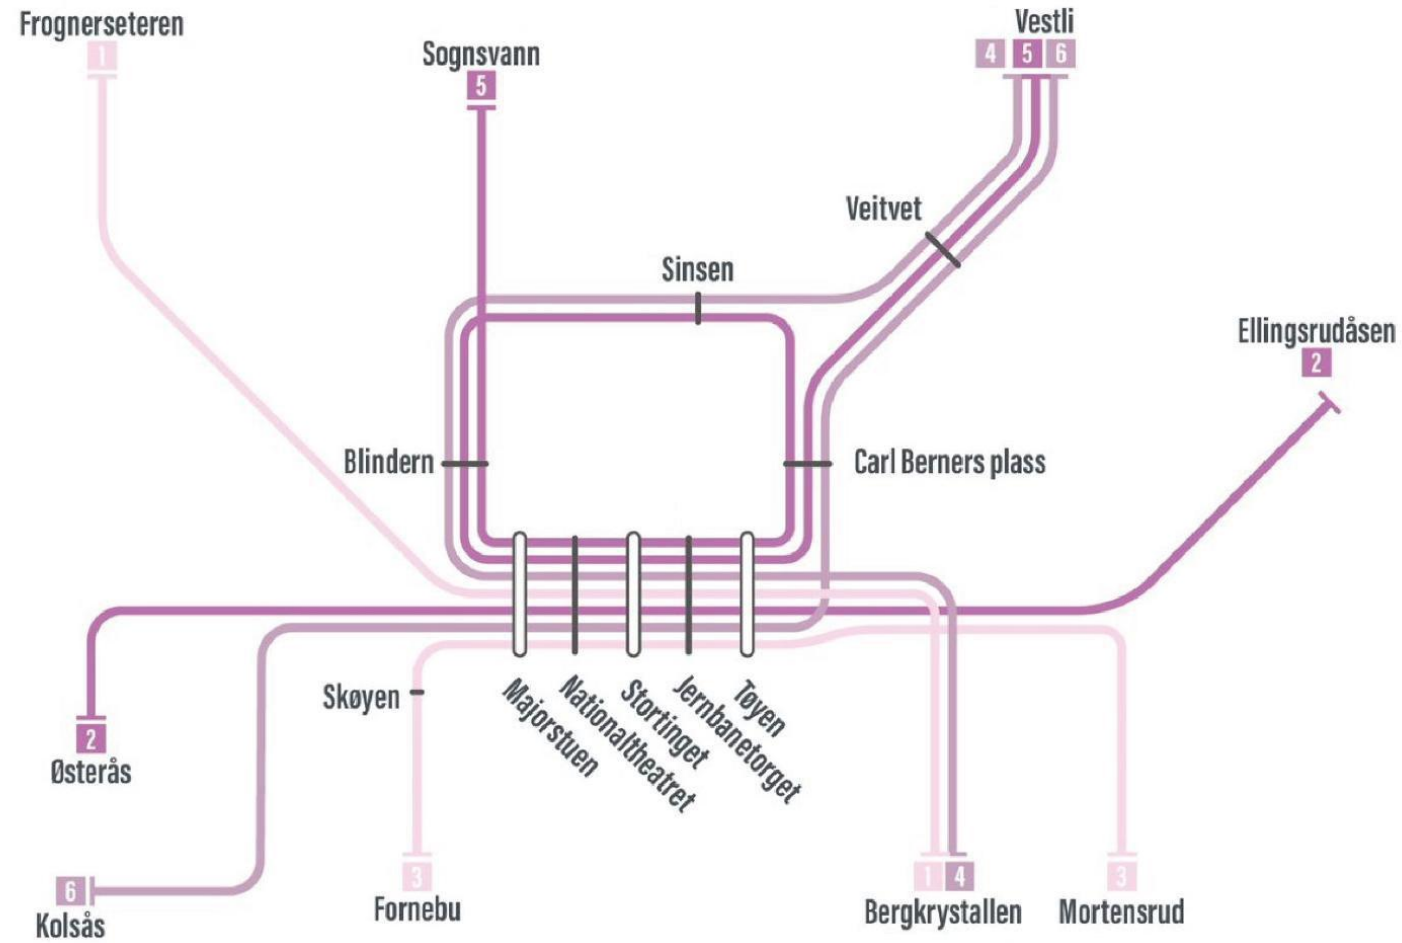 Frognerseteren
1
Sognsvann
5
Vestli
4 5 6
Veitvet
Sinsen
Ellingsrudåsen
2
Blindern
Carl Berners plass
Skøyen
Majorstuen
Nationaltheatret
Stortinget
Jernbanetorget
Tøyen
2
Østerås
6
Kolsås
3
Fornebu
1 4
Bergkrystallen
3
Mortensrud